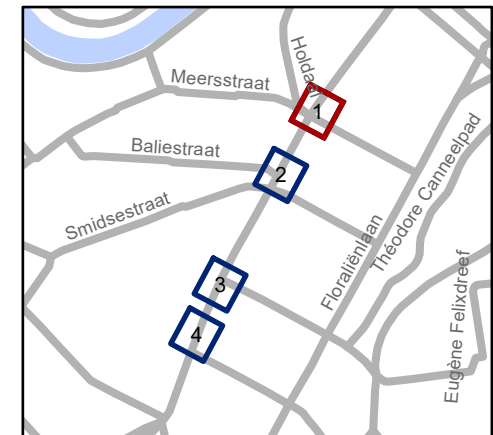 Holdaal
Meersstraat
1
Baliestraat
2
Smidsestraat
Théodore Canneelpad
Floraliënlaan
3
Eugène Felixdreef
4